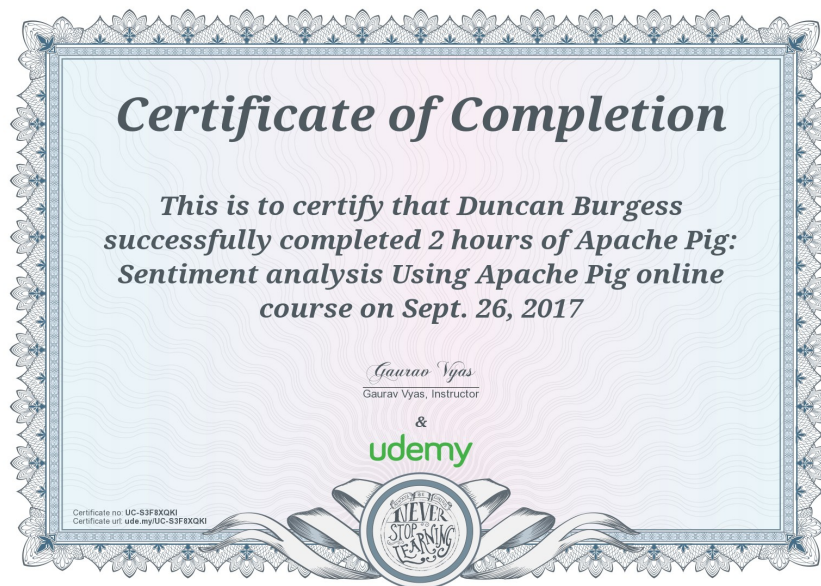 Certificate of Completion
This is to certify that Duncan Burgess
successfully completed 2 hours of Apache Pig:
Sentiment analysis Using Apache Pig online
course on Sept. 26, 2017
Gaurav Vyas
Gaurav Vyas, Instructor
&
udemy
Certificate no: UC-S3F8XQKI
Certificate url: ude.my/UC-S3F8XQKI
NEVER
STOP
LEARNING